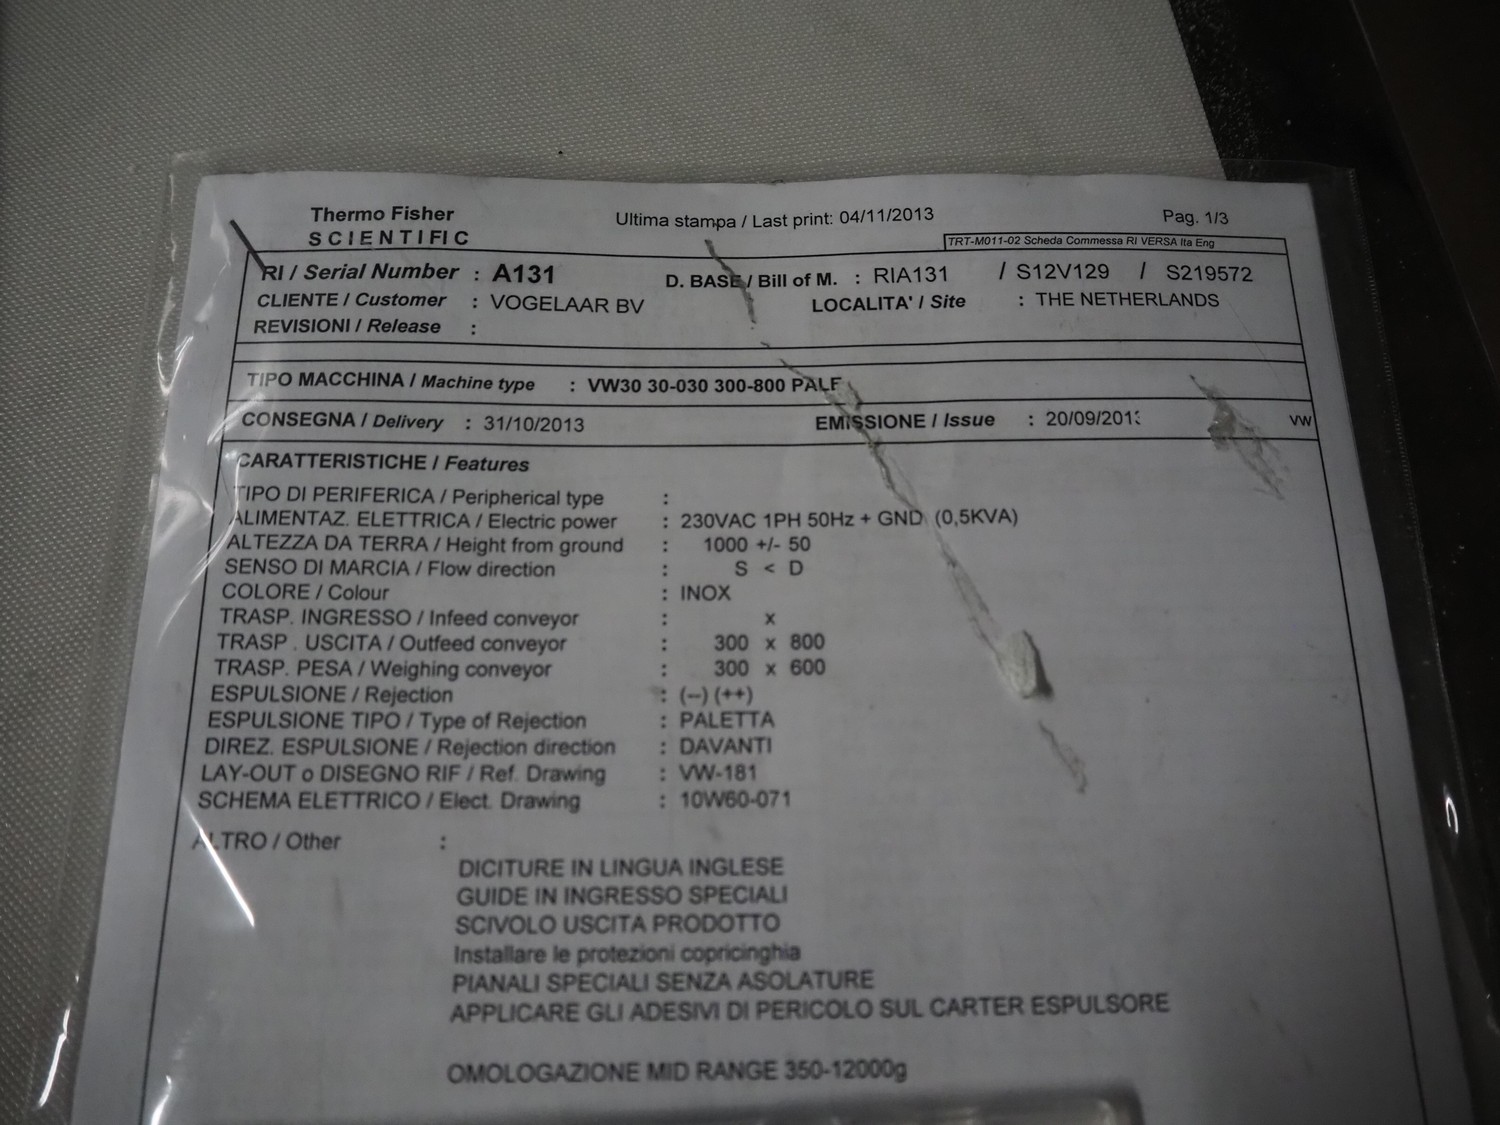 Thermo Fisher
SCIENTIFIC
Ultima stampa / Last print: 04/11/2013
Pag. 1/3
TRT-M011-02 Scheda Commessa RI VERSA Ita Eng
RI / Serial Number : A131 D. BASE / Bill of M. : RIA131 / S12V129 / S219572
CLIENTE / Customer : VOGELAAR BV LOCALITA' / Site : THE NETHERLANDS
REVISIONI / Release :
TIPO MACCHINA / Machine type : VW30 30-030 300-800 PALE
CONSEGNA / Delivery : 31/10/2013 EMISSIONE / Issue : 20/09/2013 VW
CARATTERISTICHE / Features
TIPO DI PERIFERICA / Peripherical type :
ALIMENTAZ. ELETTRICA / Electric power : 230VAC 1PH 50Hz + GND (0,5KVA)
ALTEZZA DA TERRA / Height from ground : 1000 +/- 50
SENSO DI MARCIA / Flow direction : S < D
COLORE / Colour : INOX
TRASP. INGRESSO / Infeed conveyor : x
TRASP . USCITA / Outfeed conveyor : 300 x 800
TRASP. PESA / Weighing conveyor : 300 x 600
ESPULSIONE / Rejection : (--) (++)
ESPULSIONE TIPO / Type of Rejection : PALETTA
DIREZ. ESPULSIONE / Rejection direction : DAVANTI
LAY-OUT o DISEGNO RIF / Ref. Drawing : VW-181
SCHEMA ELETTRICO / Elect. Drawing : 10W60-071
ALTRO / Other :
DICITURE IN LINGUA INGLESE
GUIDE IN INGRESSO SPECIALI
SCIVOLO USCITA PRODOTTO
Installare le protezioni copricinghia
PIANALI SPECIALI SENZA ASOLATURE
APPLICARE GLI ADESIVI DI PERICOLO SUL CARTER ESPULSORE
OMOLOGAZIONE MID RANGE 350-12000g